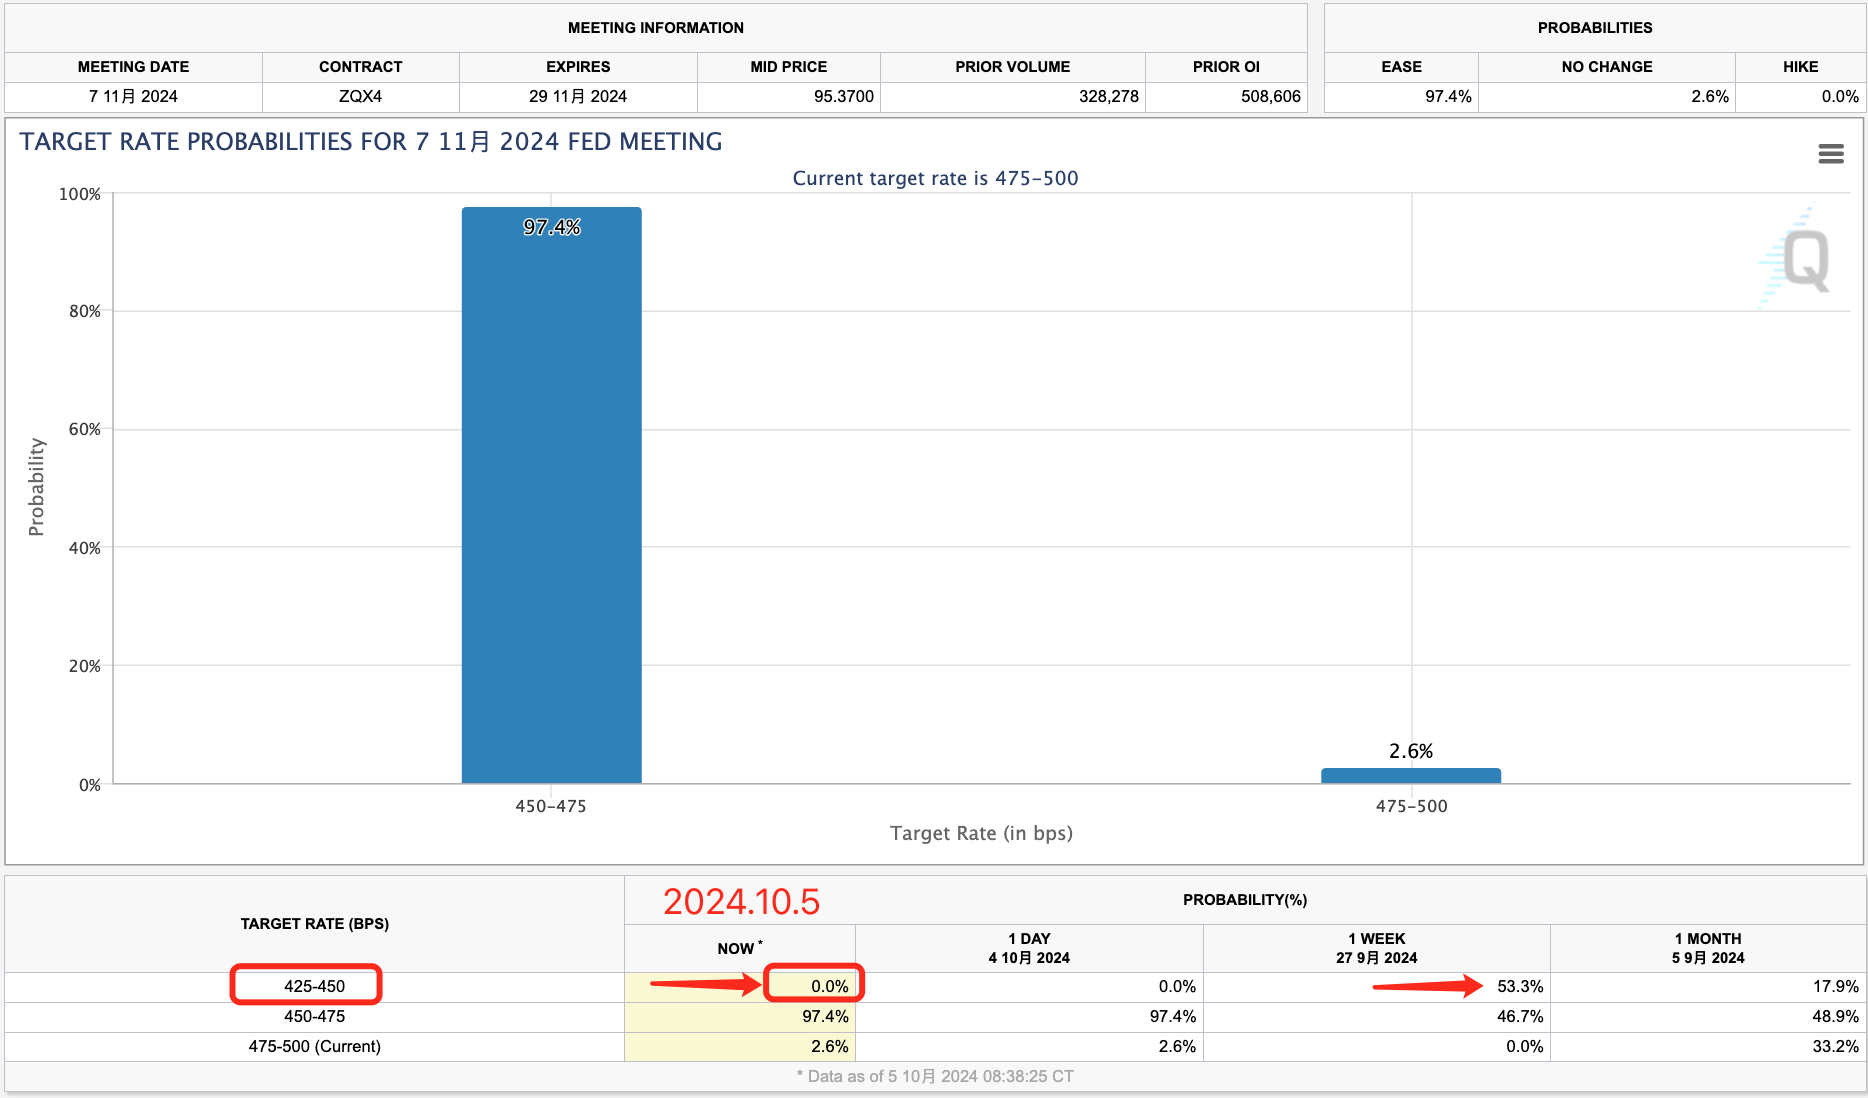 MEETING INFORMATION
MEETING DATE CONTRACT EXPIRES MID PRICE PRIOR VOLUME PRIOR OI
7 11月 2024 ZQX4 29 11月 2024 95.3700 328,278 508,606
PROBABILITIES
EASE NO CHANGE HIKE
97.4% 2.6% 0.0%
TARGET RATE PROBABILITIES FOR 7 11月 2024 FED MEETING
Current target rate is 475-500
100%
80%
60%
40%
20%
0%
Probability
97.4%
2.6%
450-475
475-500
Target Rate (in bps)
Q
TARGET RATE (BPS)
2024.10.5
PROBABILITY(%)
NOW *
1 DAY
4 10月 2024
1 WEEK
27 9月 2024
1 MONTH
5 9月 2024
425-450 0.0% 0.0% 53.3% 17.9%
450-475 97.4% 97.4% 46.7% 48.9%
475-500 (Current) 2.6% 2.6% 0.0% 33.2%
* Data as of 5 10月 2024 08:38:25 CT